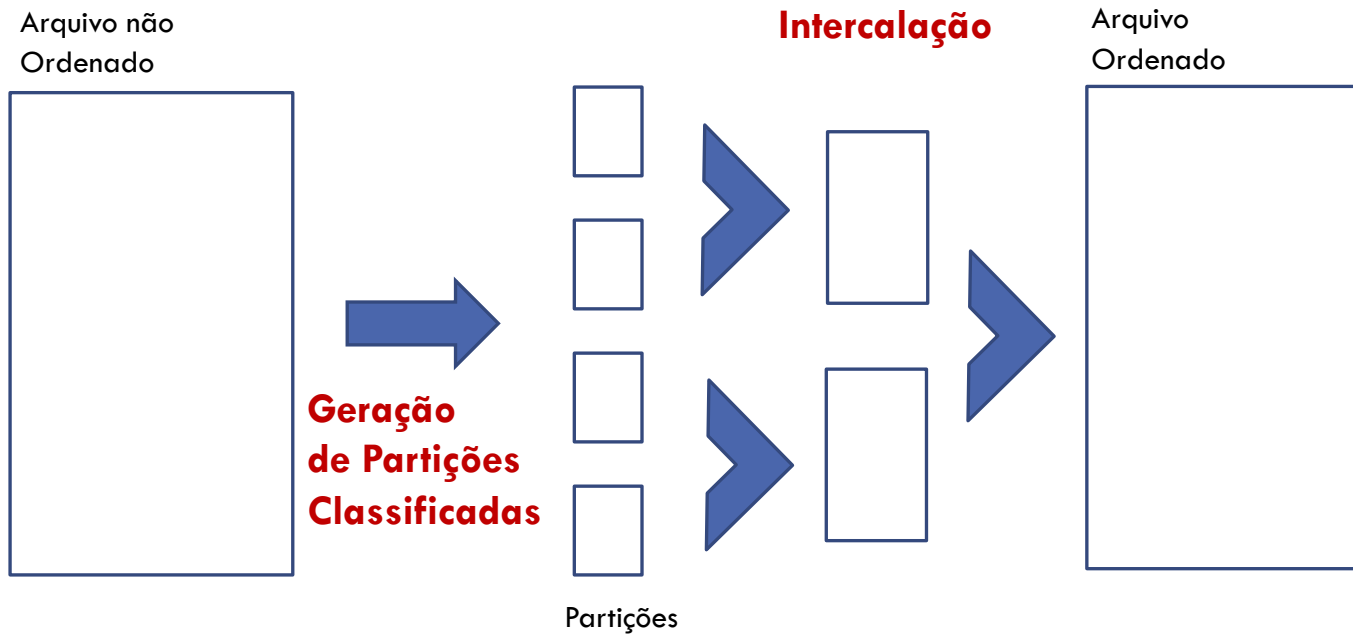 Arquivo não
Ordenado
Intercalação
Arquivo
Ordenado
Geração
de Partições
Classificadas
Partições